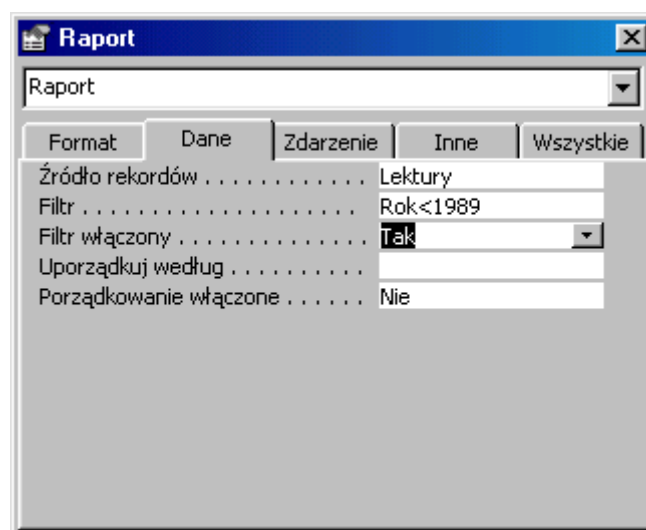 Raport
Raport
Format Dane Zdarzenie Inne Wszystkie
Źródło rekordów . . . . . . . . . . . . Lektury
Filtr . . . . . . . . . . . . . . . . . . . . Rok<1989
Filtr włączony . . . . . . . . . . . . . . Tak
Uporządkuj według . . . . . . . . . .
Porządkowanie włączone . . . . . . Nie